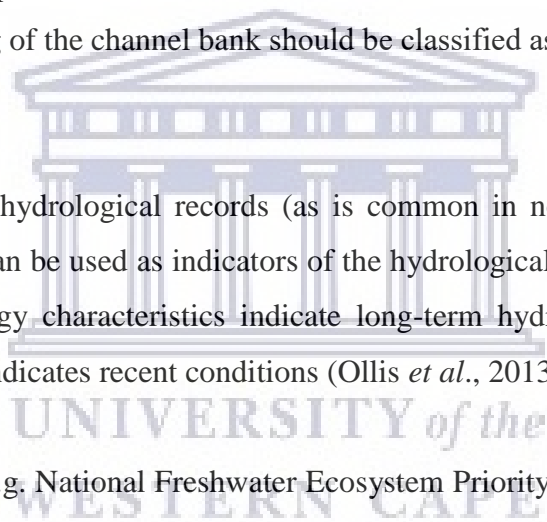 g of the channel bank should be classified as
hydrological records (as is common in n
an be used as indicators of the hydrological
gy characteristics indicate long-term hydr
ndicates recent conditions (Ollis et al., 2013
UNIVERSITY of the
g. National Freshwater Ecosystem Priority
WESTERN CAPE